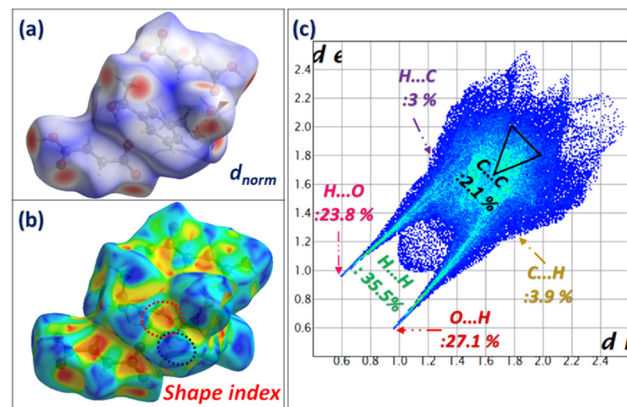 (a)
d norm
(b)
Shape index
(c)
d e
2.4
2.2
2.0
1.8
1.6
1.4
1.2
1.0
0.8
0.6
H...C
:3 %
C...C
:2.1 %
H...O
:23.8 %
H...H
:35.5%
C...H
:3.9 %
O...H
:27.1 %
d i
0.6 0.8 1.0 1.2 1.4 1.6 1.8 2.0 2.2 2.4